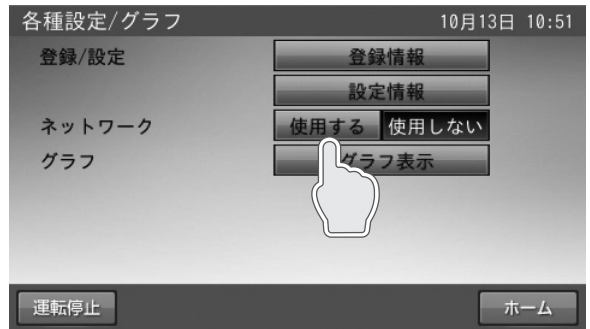 各種設定/グラフ 10月13日 10:51
登録/設定 登録情報
設定情報
ネットワーク 使用する 使用しない
グラフ グラフ表示
運転停止 ホーム